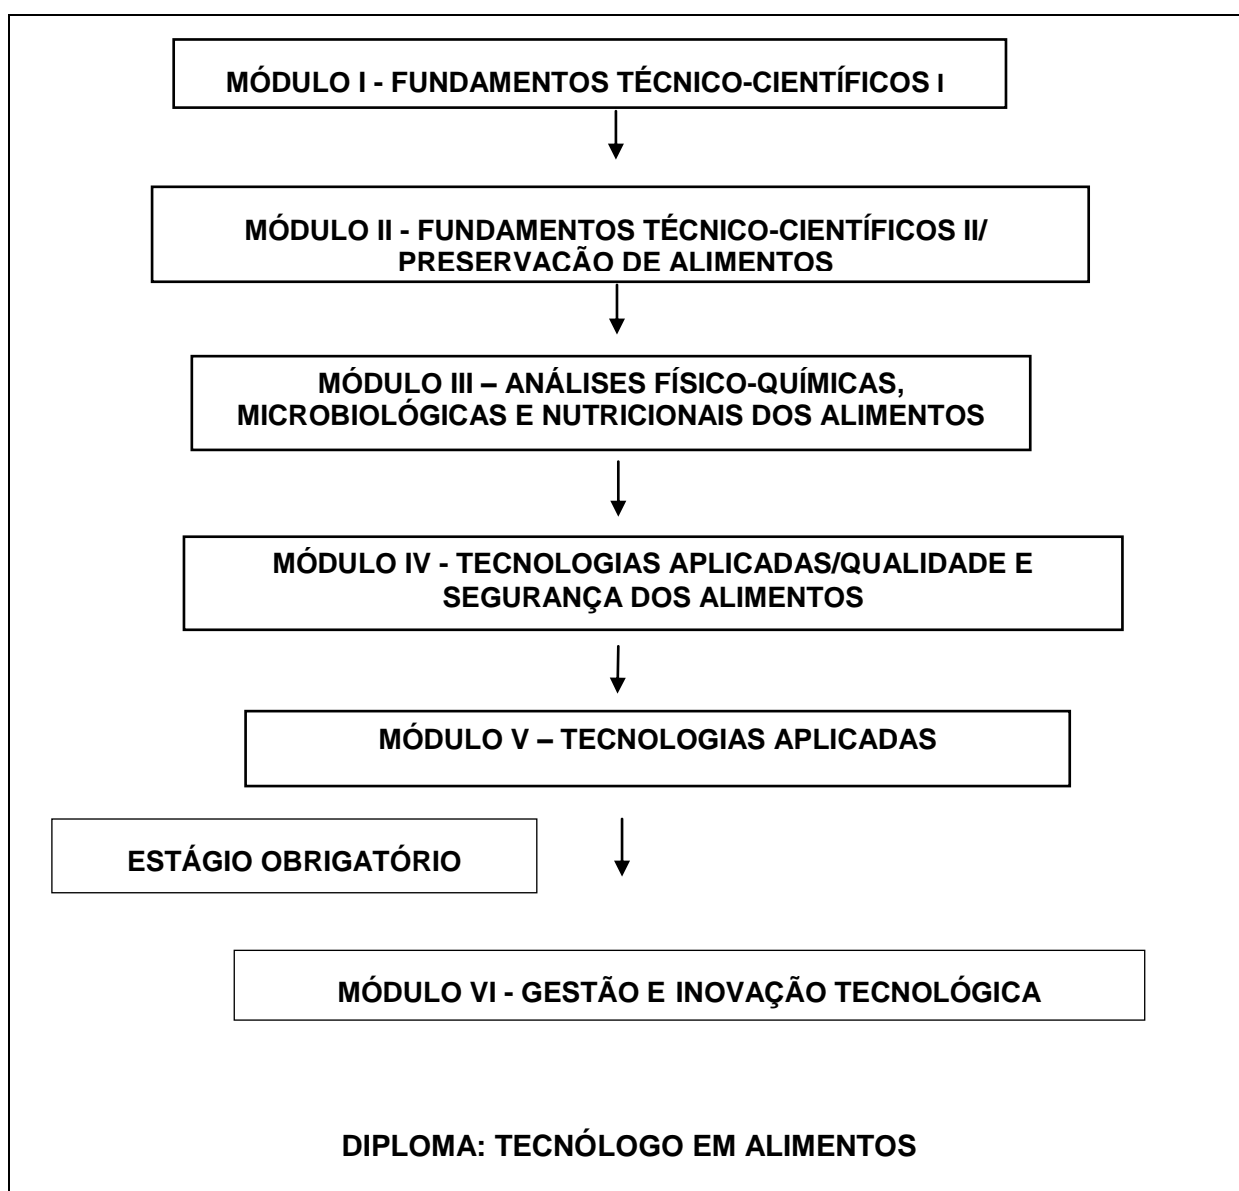 MÓDULO I - FUNDAMENTOS TÉCNICO-CIENTÍFICOS I
MÓDULO II - FUNDAMENTOS TÉCNICO-CIENTÍFICOS II/
PRESERVAÇÃO DE ALIMENTOS
MÓDULO III – ANÁLISES FÍSICO-QUÍMICAS,
MICROBIOLÓGICAS E NUTRICIONAIS DOS ALIMENTOS
MÓDULO IV - TECNOLOGIAS APLICADAS/QUALIDADE E
SEGURANÇA DOS ALIMENTOS
MÓDULO V – TECNOLOGIAS APLICADAS
ESTÁGIO OBRIGATÓRIO
MÓDULO VI - GESTÃO E INOVAÇÃO TECNOLÓGICA
DIPLOMA: TECNÓLOGO EM ALIMENTOS